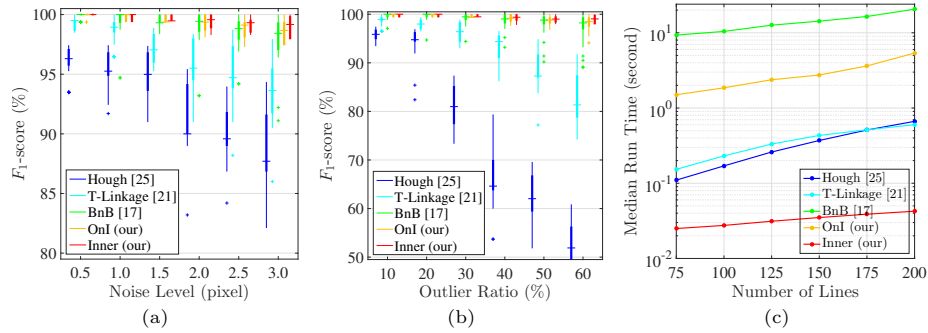 100
95
90
85
80
F1-score (%)
Hough [25]
T-Linkage [21]
BnB [17]
OnI (our)
Inner (our)
0.5 1.0 1.5 2.0 2.5 3.0
Noise Level (pixel)
(a)
100
90
80
70
60
50
F1-score (%)
Hough [25]
T-Linkage [21]
BnB [17]
OnI (our)
Inner (our)
10 20 30 40 50 60
Outlier Ratio (%)
(b)
10^2
10^1
10^0
10^-1
10^-2
Median Run Time (second)
Hough [25]
T-Linkage [21]
BnB [17]
OnI (our)
Inner (our)
75 100 125 150 175 200
Number of Lines
(c)